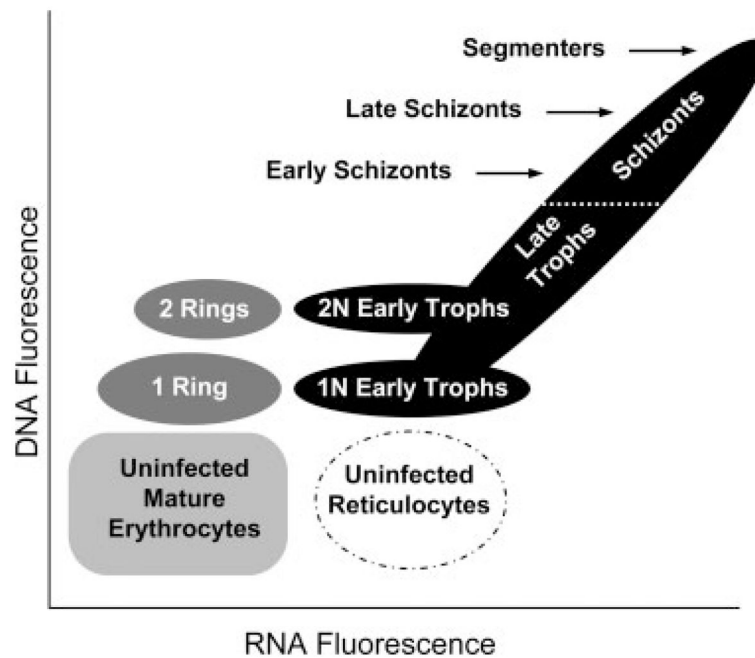 Segmenters
Late Schizonts
Early Schizonts
Schizonts
Late
Trophs
2 Rings
2N Early Trophs
1 Ring
1N Early Trophs
Uninfected
Mature
Erythrocytes
Uninfected
Reticulocytes
DNA Fluorescence
RNA Fluorescence